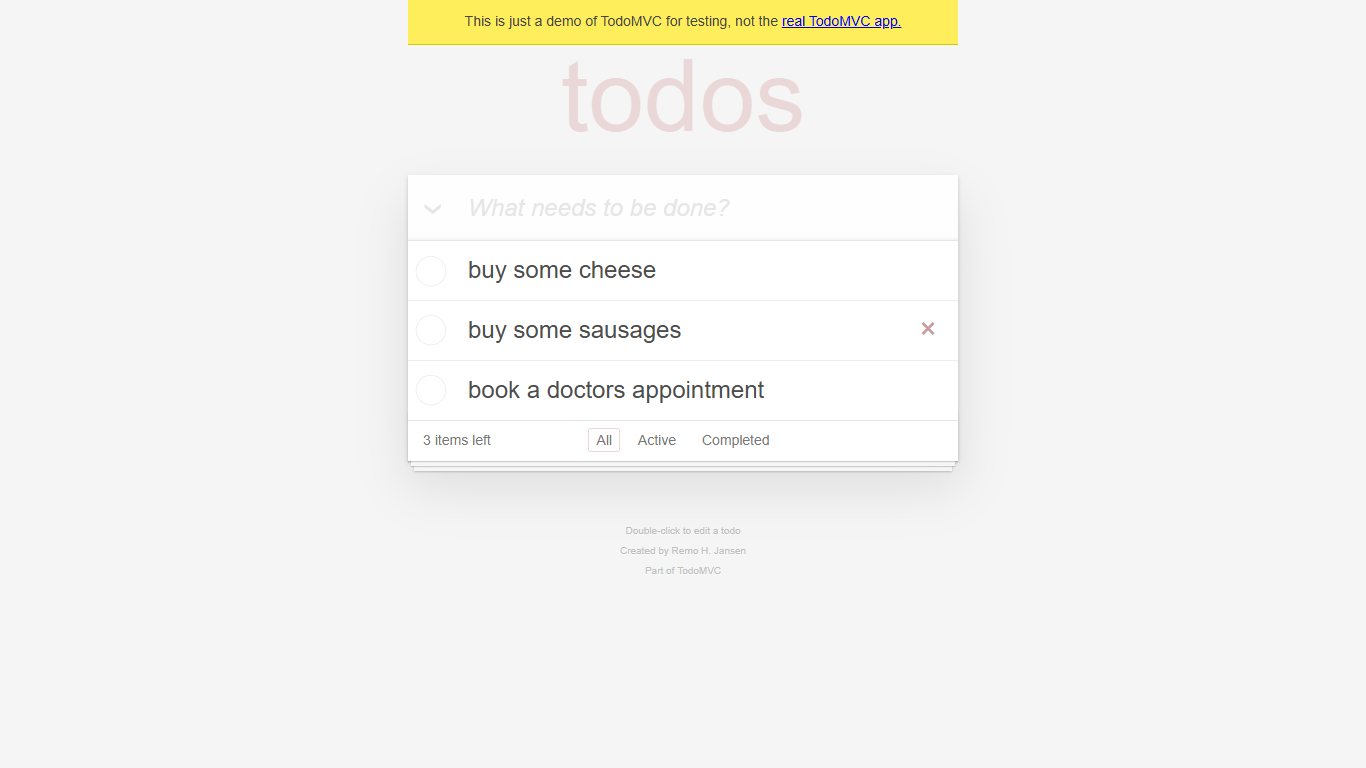 This is just a demo of TodoMVC for testing, not the real TodoMVC app.
todos
What needs to be done?
buy some cheese
buy some sausages
book a doctors appointment
3 items left All Active Completed
Double-click to edit a todo
Created by Remo H. Jansen
Part of TodoMVC